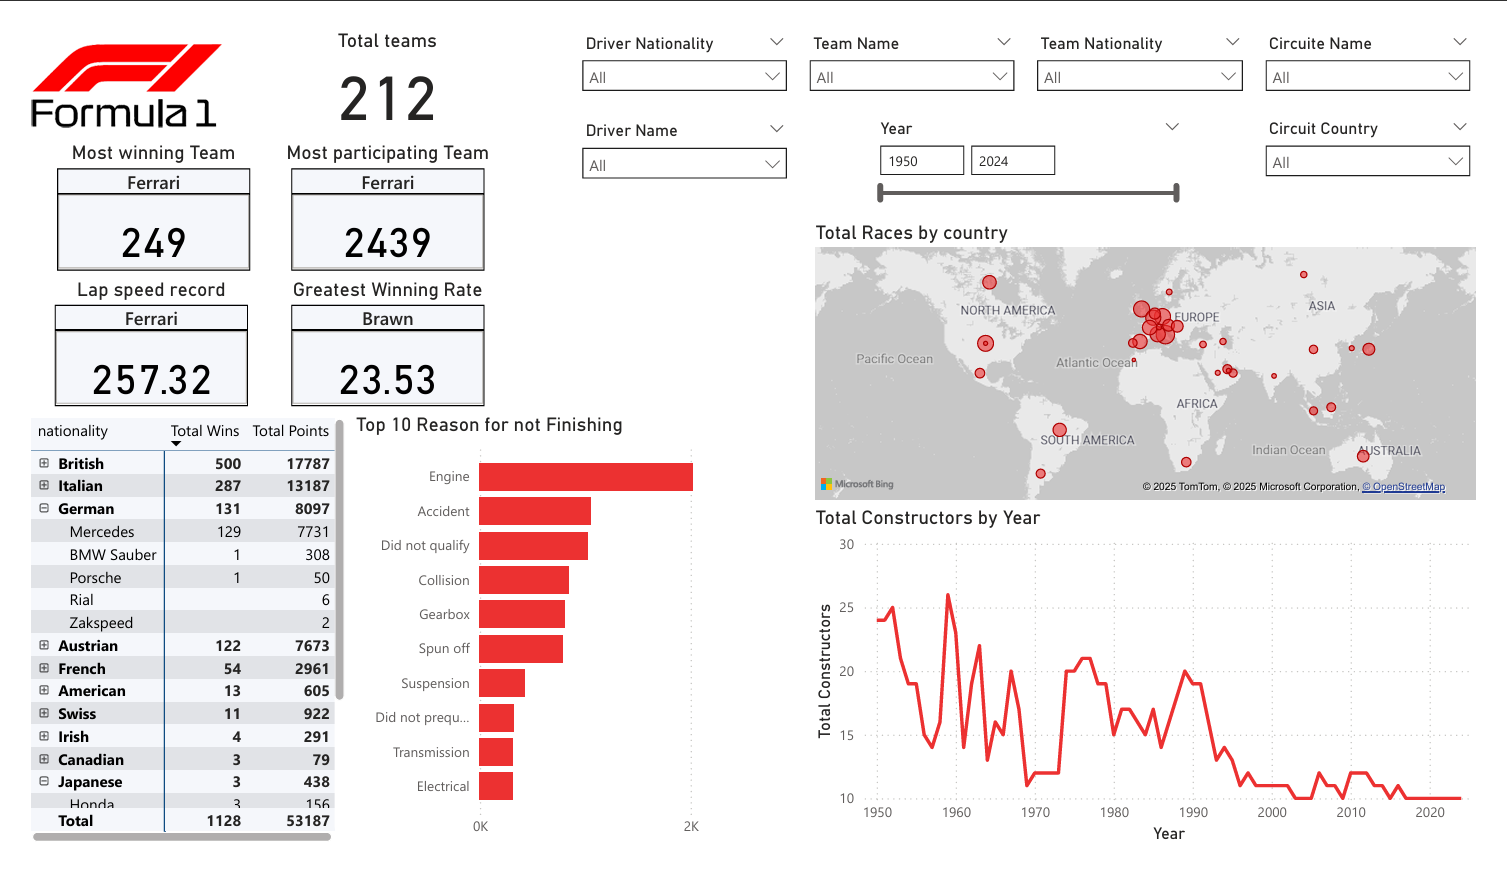 Formula 1
Total teams
212
Most winning Team
Ferrari
249
Most participating Team
Ferrari
2439
Lap speed record
Ferrari
257.32
Greatest Winning Rate
Brawn
23.53
Driver Nationality
All
Team Name
All
Team Nationality
All
Circuite Name
All
Driver Name
All
Year
1950 2024
Circuit Country
All
nationality Total Wins Total Points
British 500 17787
Italian 287 13187
German 131 8097
Mercedes 129 7731
BMW Sauber 1 308
Porsche 1 50
Rial 6
Zakspeed 2
Austrian 122 7673
French 54 2961
American 13 605
Swiss 11 922
Irish 4 291
Canadian 3 79
Japanese 3 438
Honda 3 156
Total 1128 53187
Top 10 Reason for not Finishing
Engine
Accident
Did not qualify
Collision
Gearbox
Spun off
Suspension
Did not prequ...
Transmission
Electrical
0K 2K
Total Races by country
NORTH AMERICA
EUROPE
ASIA
Pacific Ocean
Atlantic Ocean
AFRICA
SOUTH AMERICA
Indian Ocean
AUSTRALIA
Microsoft Bing
© 2025 TomTom, © 2025 Microsoft Corporation, © OpenStreetMap
Total Constructors by Year
Total Constructors
30
25
20
15
10
1950 1960 1970 1980 1990 2000 2010 2020
Year